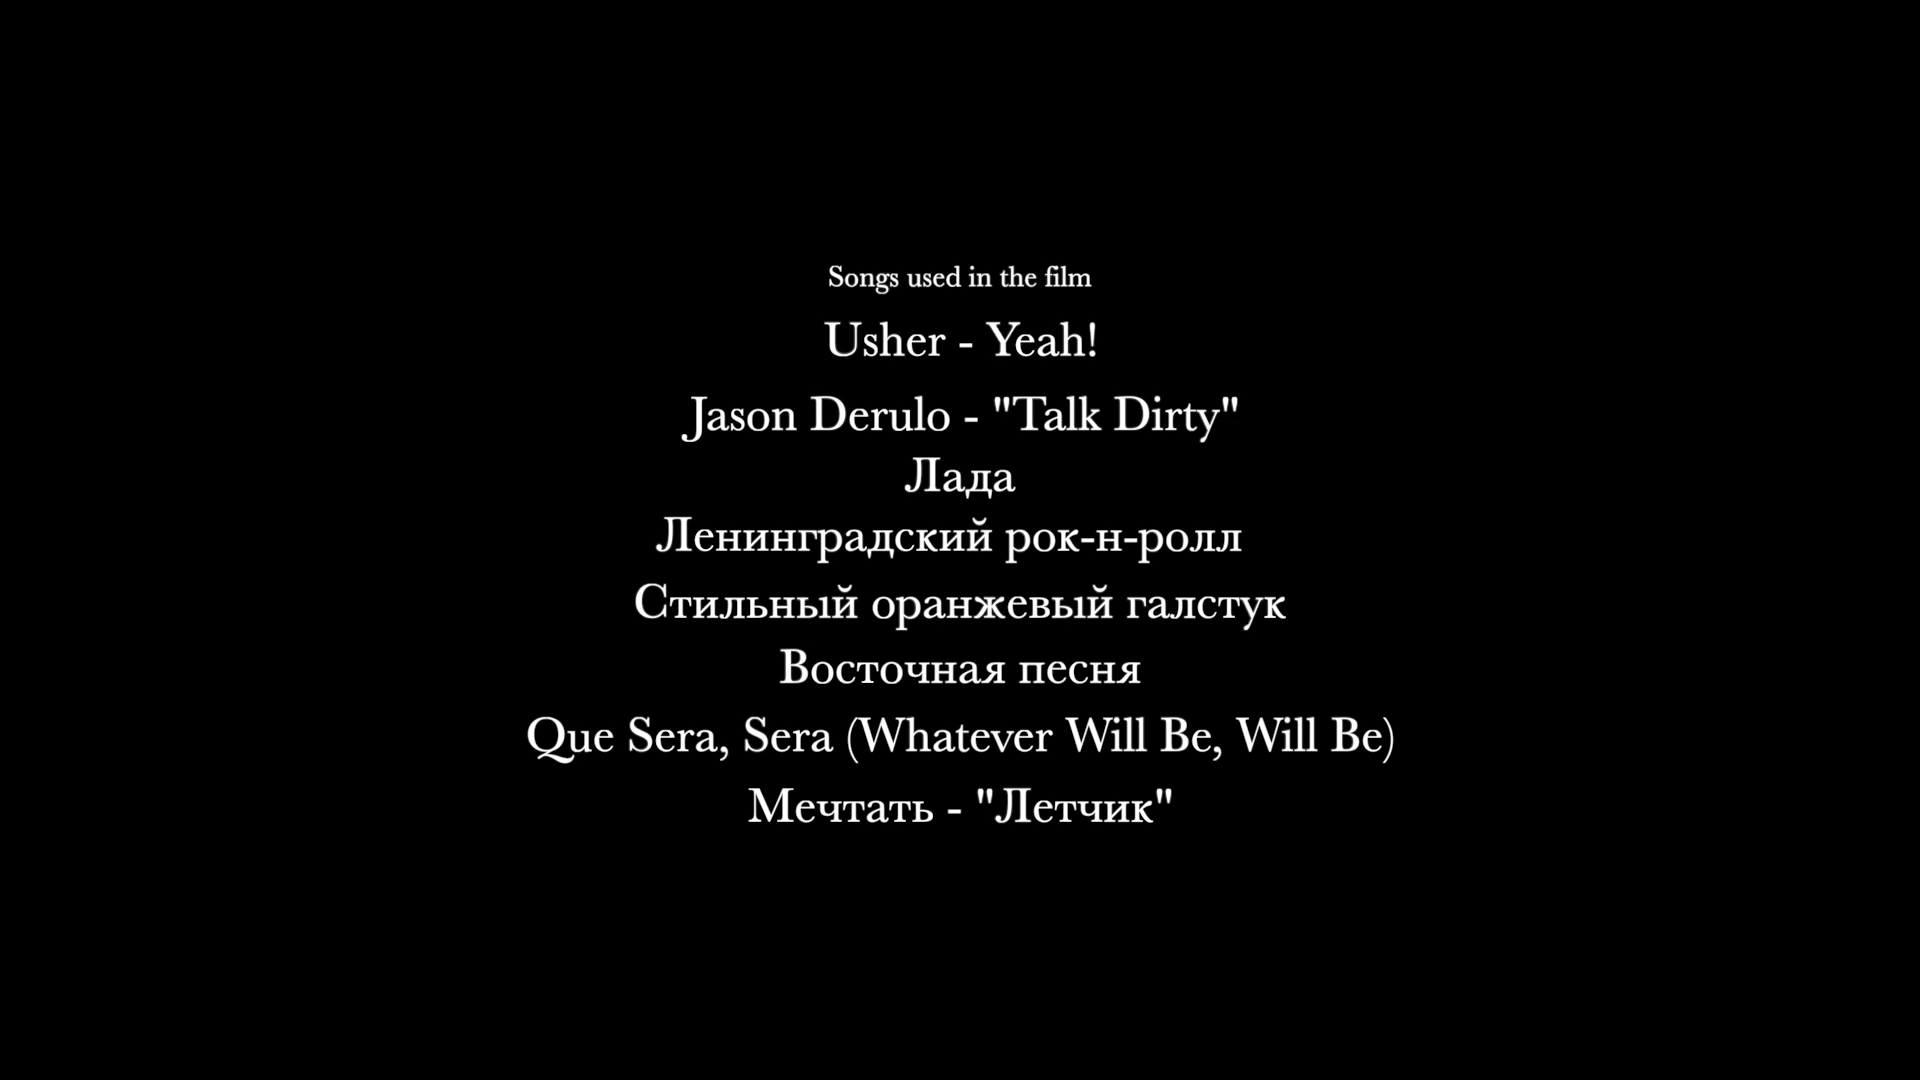 Songs used in the film
Usher - Yeah!
Jason Derulo - "Talk Dirty"
Лада
Ленинградский рок-н-ролл
Стильный оранжевый галстук
Восточная песня
Que Sera, Sera (Whatever Will Be, Will Be)
Мечтать - "Летчик"